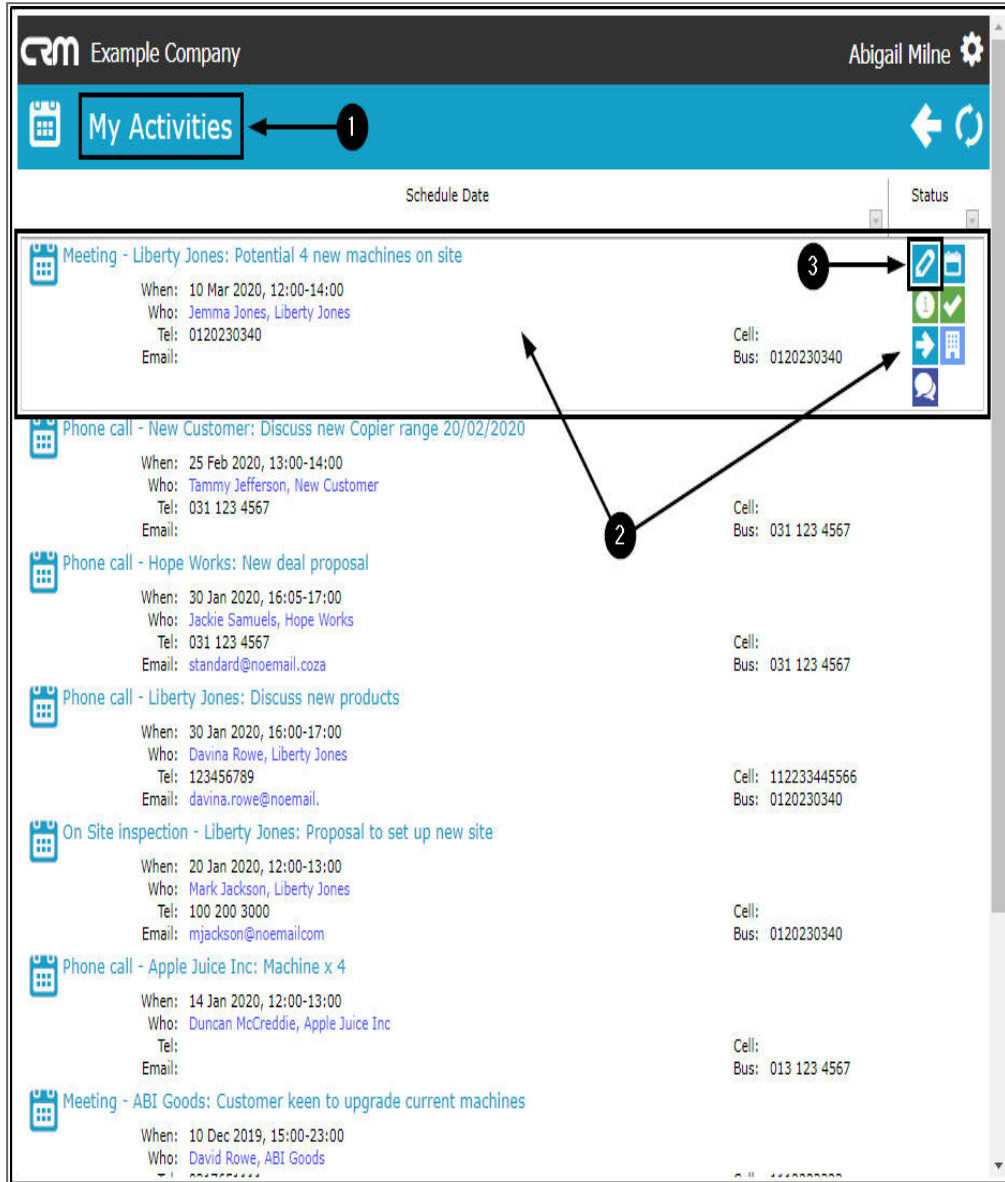 CRM Example Company Abigail Milne
My Activities 1
Schedule Date Status
Meeting - Liberty Jones: Potential 4 new machines on site
3
When: 10 Mar 2020, 12:00-14:00
Who: Jemma Jones, Liberty Jones
Tel: 0120230340 Cell:
Email: Bus: 0120230340
Phone call - New Customer: Discuss new Copier range 20/02/2020
When: 25 Feb 2020, 13:00-14:00
Who: Tammy Jefferson, New Customer
Tel: 031 123 4567 Cell:
Email: Bus: 031 123 4567
2
Phone call - Hope Works: New deal proposal
When: 30 Jan 2020, 16:05-17:00
Who: Jackie Samuels, Hope Works
Tel: 031 123 4567 Cell:
Email: standard@noemail.coza Bus: 031 123 4567
Phone call - Liberty Jones: Discuss new products
When: 30 Jan 2020, 16:00-17:00
Who: Davina Rowe, Liberty Jones
Tel: 123456789 Cell: 112233445566
Email: davina.rowe@noemail. Bus: 0120230340
On Site inspection - Liberty Jones: Proposal to set up new site
When: 20 Jan 2020, 12:00-13:00
Who: Mark Jackson, Liberty Jones
Tel: 100 200 3000 Cell:
Email: mjackson@noemailcom Bus: 0120230340
Phone call - Apple Juice Inc: Machine x 4
When: 14 Jan 2020, 12:00-13:00
Who: Duncan McCreddie, Apple Juice Inc
Tel: Cell:
Email: Bus: 013 123 4567
Meeting - ABI Goods: Customer keen to upgrade current machines
When: 10 Dec 2019, 15:00-23:00
Who: David Rowe, ABI Goods